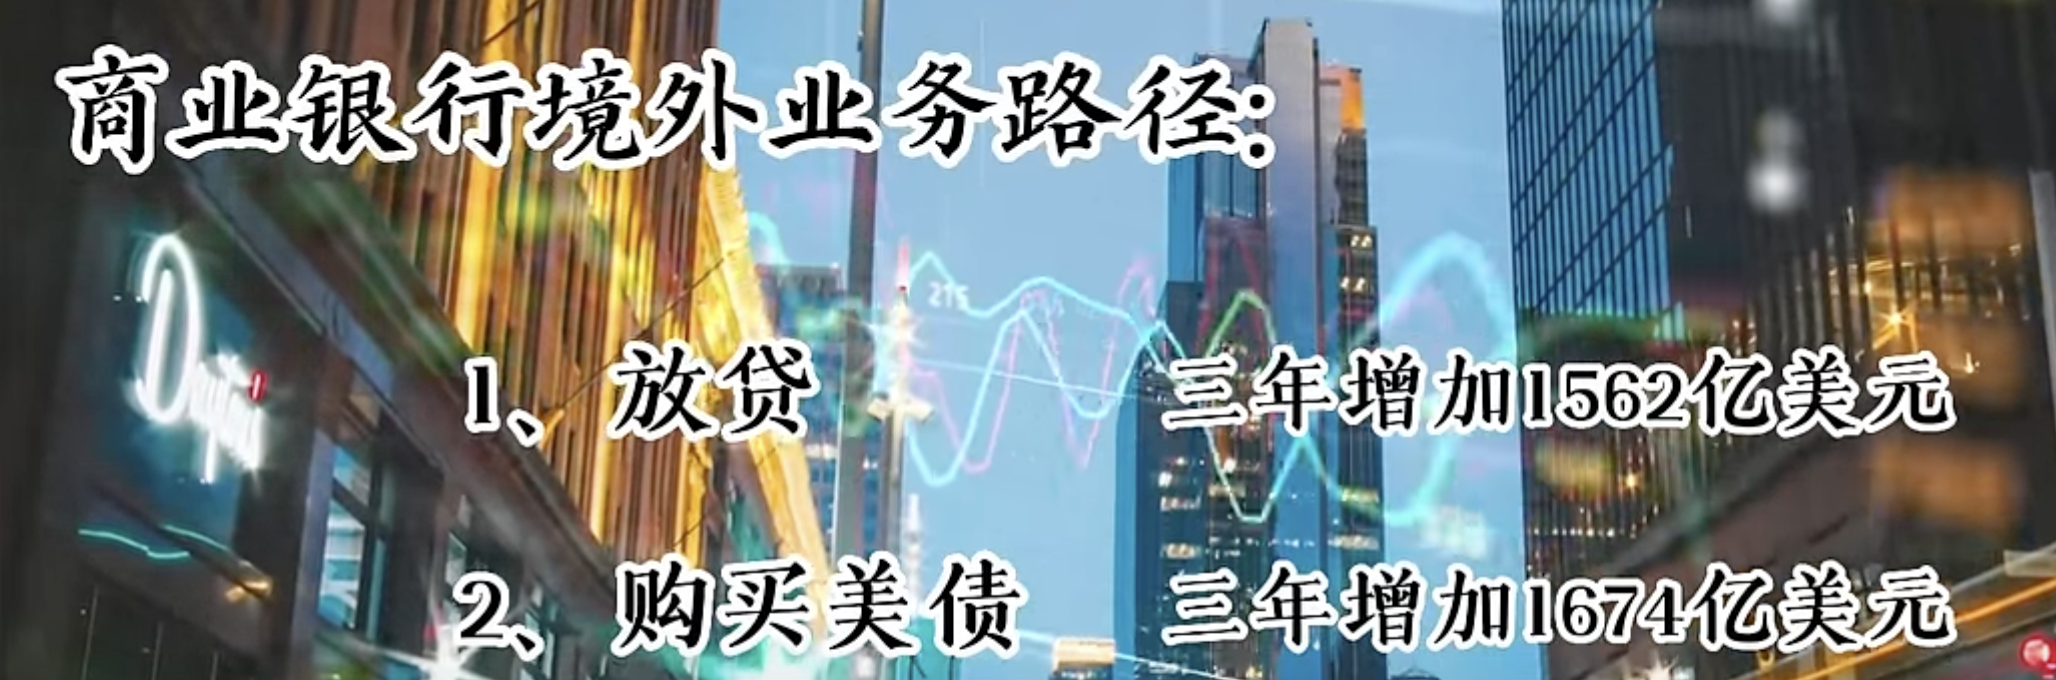 商业银行境外业务路径:
215
1、放贷 三年增加1562亿美元
2、购买美债 三年增加1674亿美元